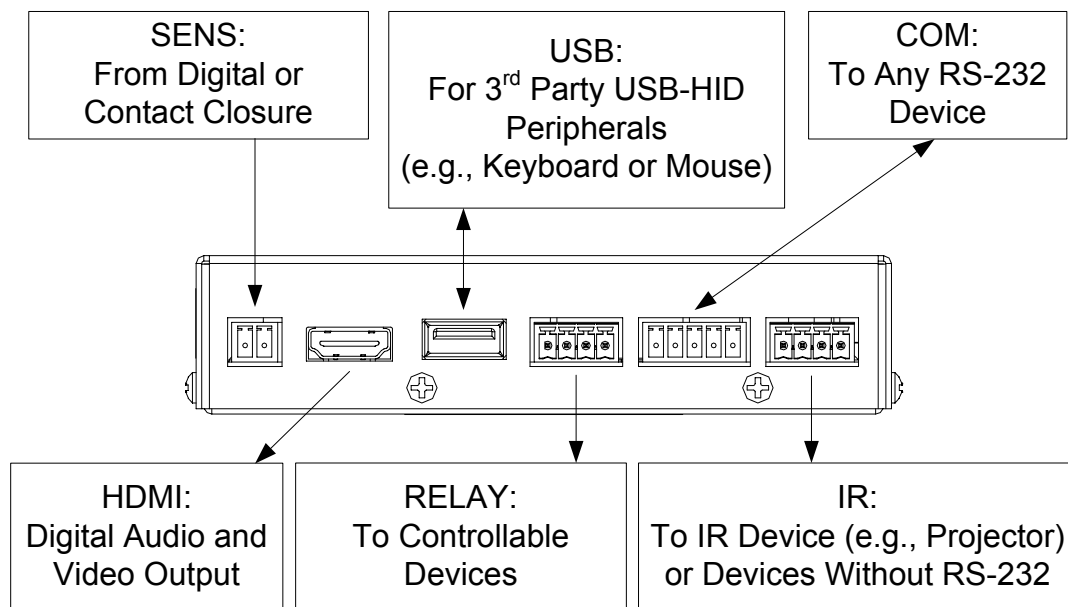 SENS:
From Digital or
Contact Closure
USB:
For 3rd Party USB-HID
Peripherals
(e.g., Keyboard or Mouse)
COM:
To Any RS-232
Device
HDMI:
Digital Audio and
Video Output
RELAY:
To Controllable
Devices
IR:
To IR Device (e.g., Projector)
or Devices Without RS-232